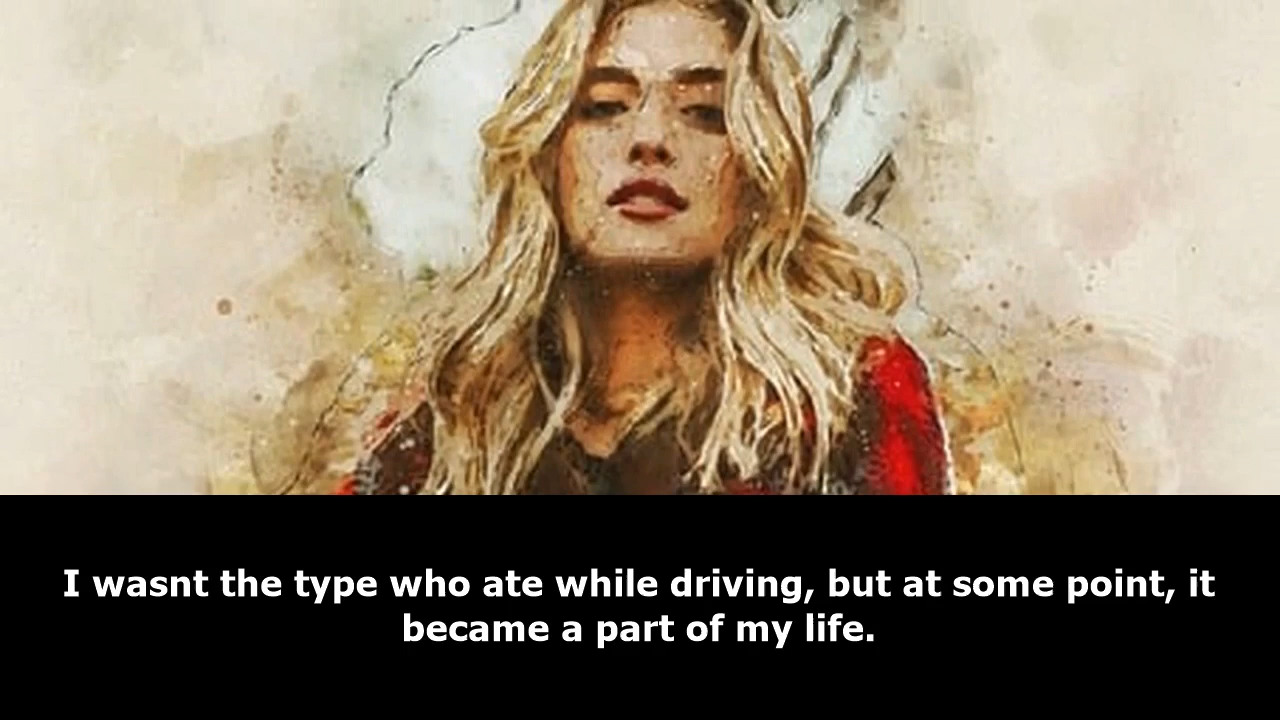 I wasnt the type who ate while driving, but at some point, it
became a part of my life.